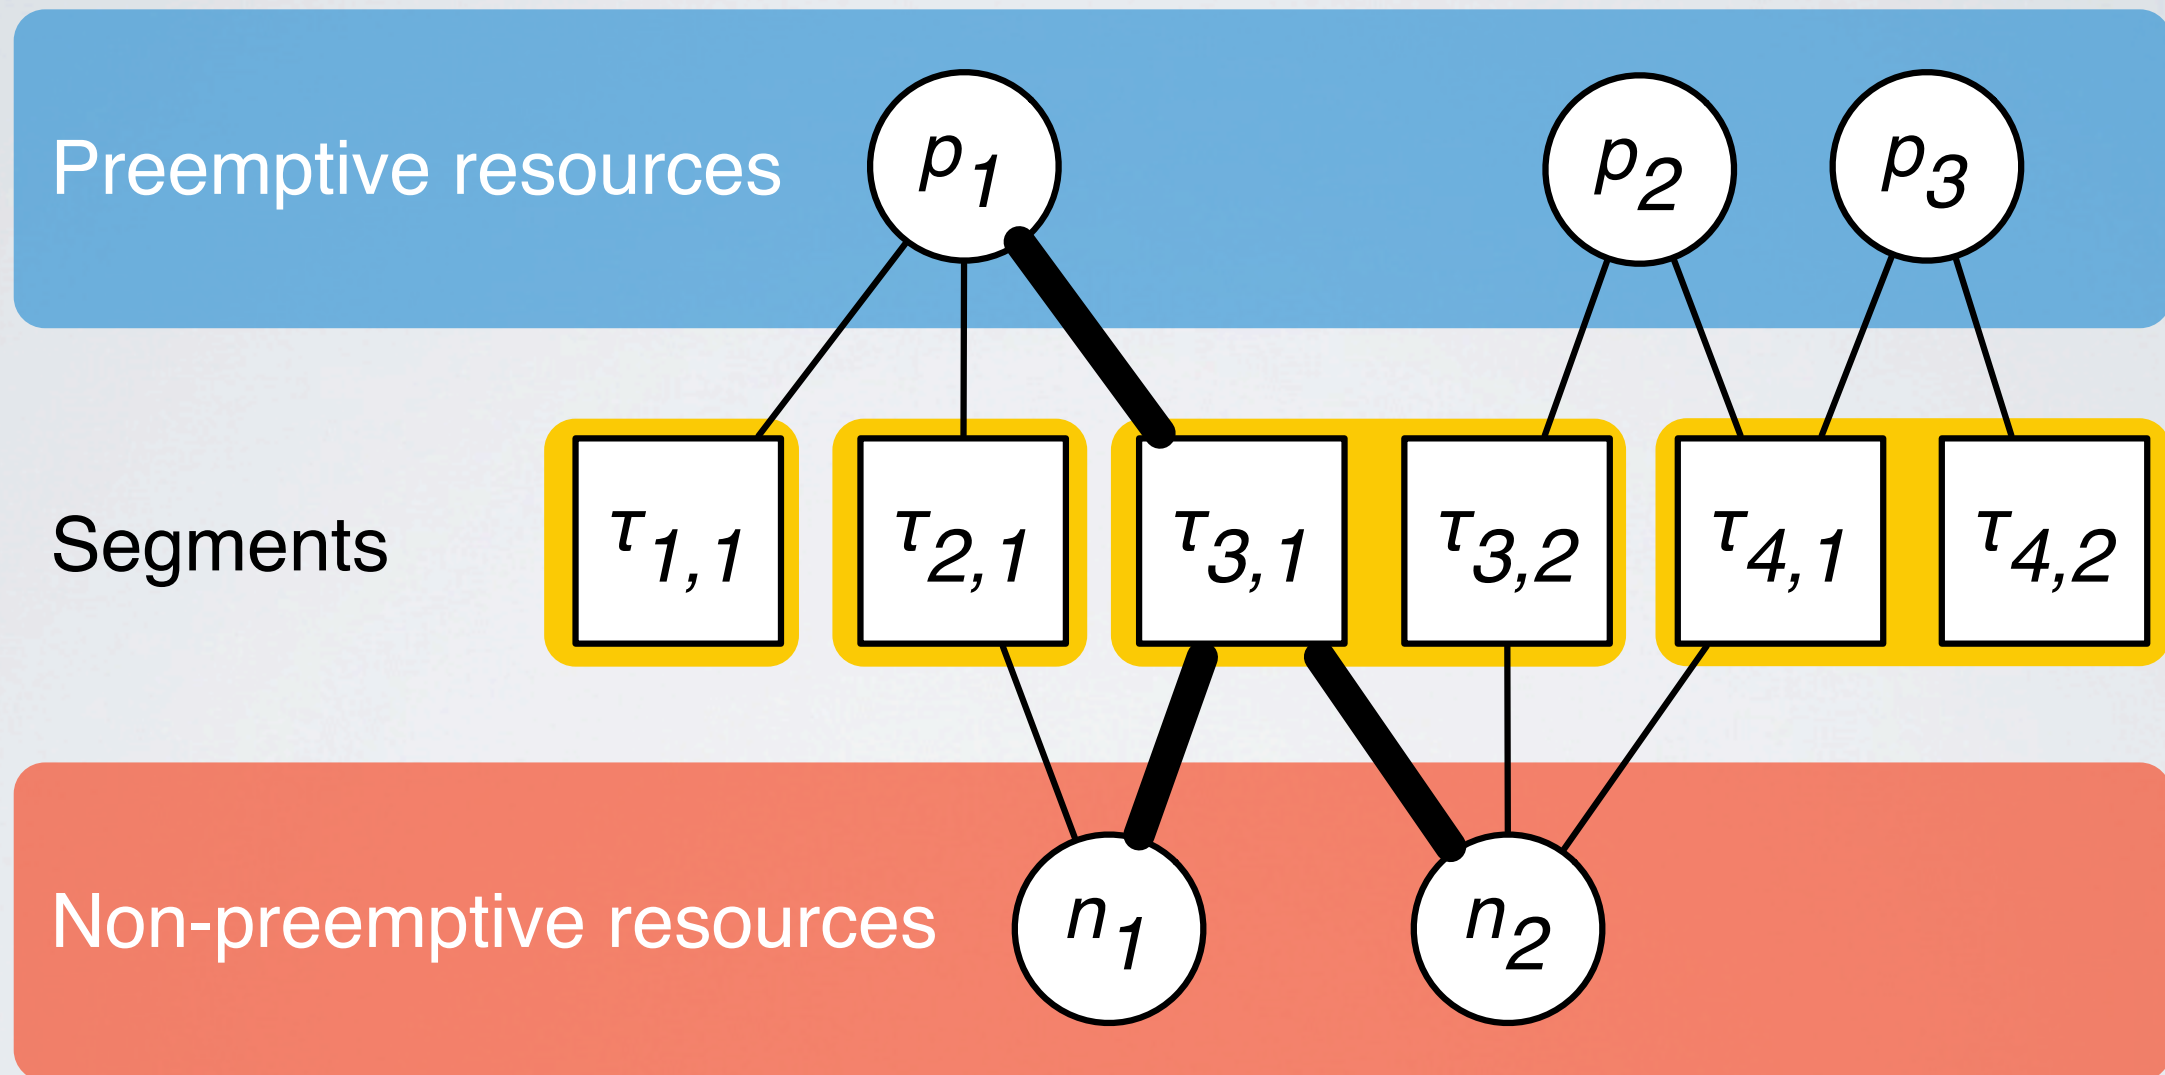 Preemptive resources
p1
p2
p3
Segments
τ1,1
τ2,1
τ3,1
τ3,2
τ4,1
τ4,2
Non-preemptive resources
n1
n2